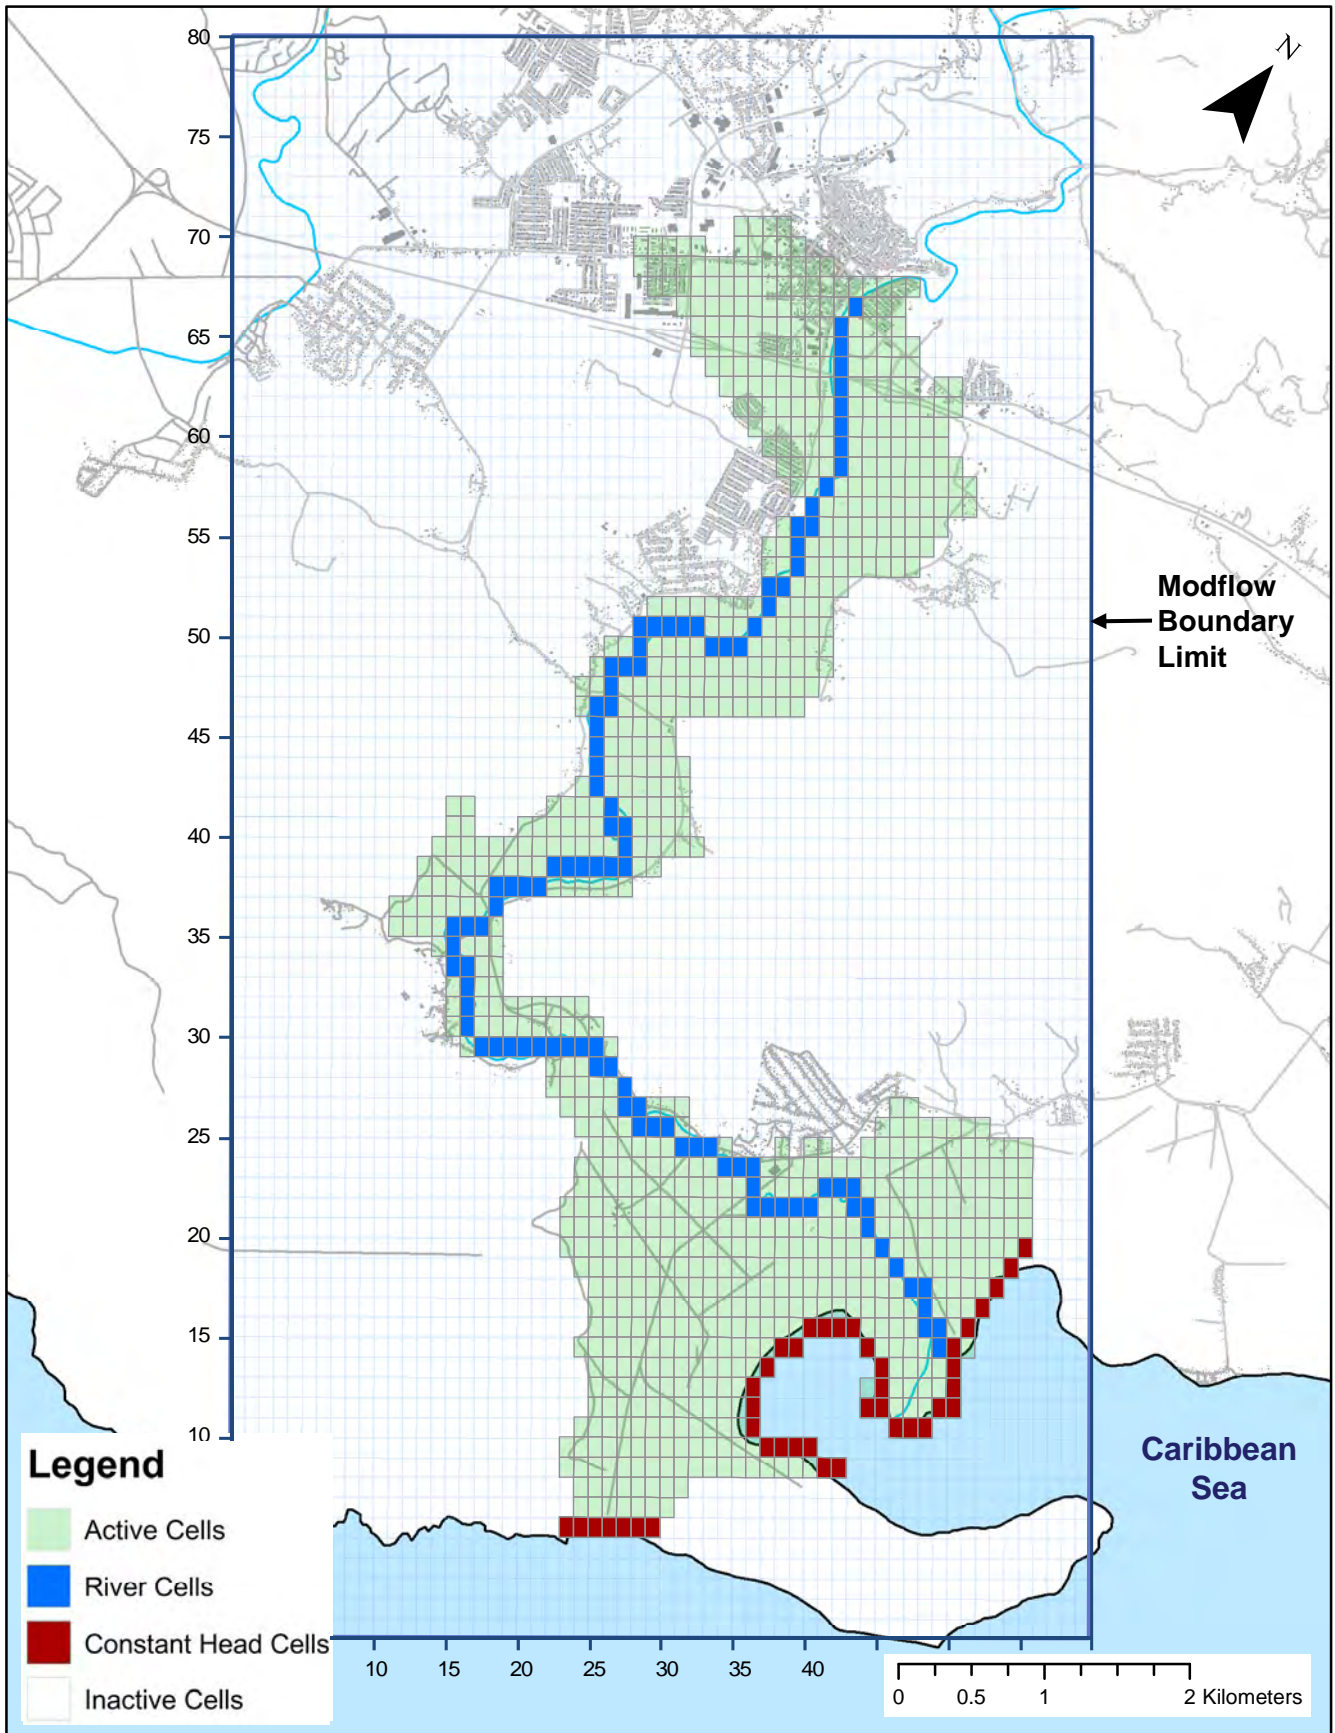 80
N
75
70
65
60
55
Modflow
Boundary
Limit
50
45
40
35
30
25
20
15
10
Caribbean
Sea
Legend
Active Cells
River Cells
Constant Head Cells
Inactive Cells
10 15 20 25 30 35 40
0 0.5 1 2 Kilometers